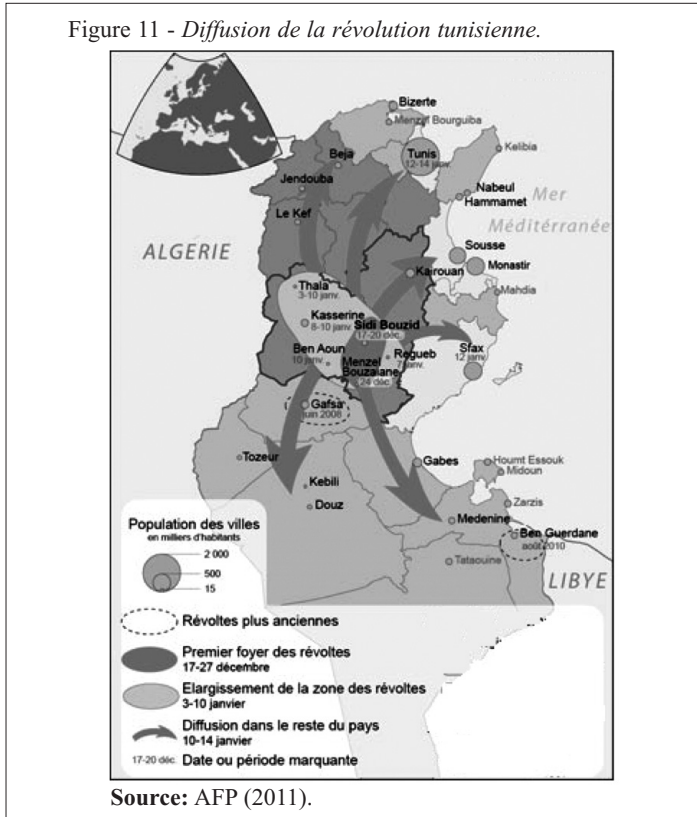 Figure 11 - Diffusion de la révolution tunisienne.
Bizerte
Menzel Bourguiba
Tunis
12-14 janv.
Kelibia
Beja
Jendouba
Nabeul
Hammamet
Mer
Méditérranée
Le Kef
ALGÉRIE
Sousse
Monastir
Kairouan
Mahdia
Thala
3-10 janv.
Kasserine
8-10 janv.
Sidi Bouzid
17-20 déc.
Ben Aoun
10 janv.
Menzel
Bouzaiane
24 déc.
Regueb
7 janv.
Sfax
12 janv.
Gafsa
juin 2008
Tozeur
Kebili
Douz
Gabes
Houmt Essouk
Midoun
Zarzis
Medenine
Ben Guerdane
août 2010
Tataouine
LIBYE
Population des villes
en milliers d'habitants
2 000
500
15
Révoltes plus anciennes
Premier foyer des révoltes
17-27 décembre
Elargissement de la zone des révoltes
3-10 janvier
Diffusion dans le reste du pays
10-14 janvier
17-20 déc. Date ou période marquante
Source: AFP (2011).